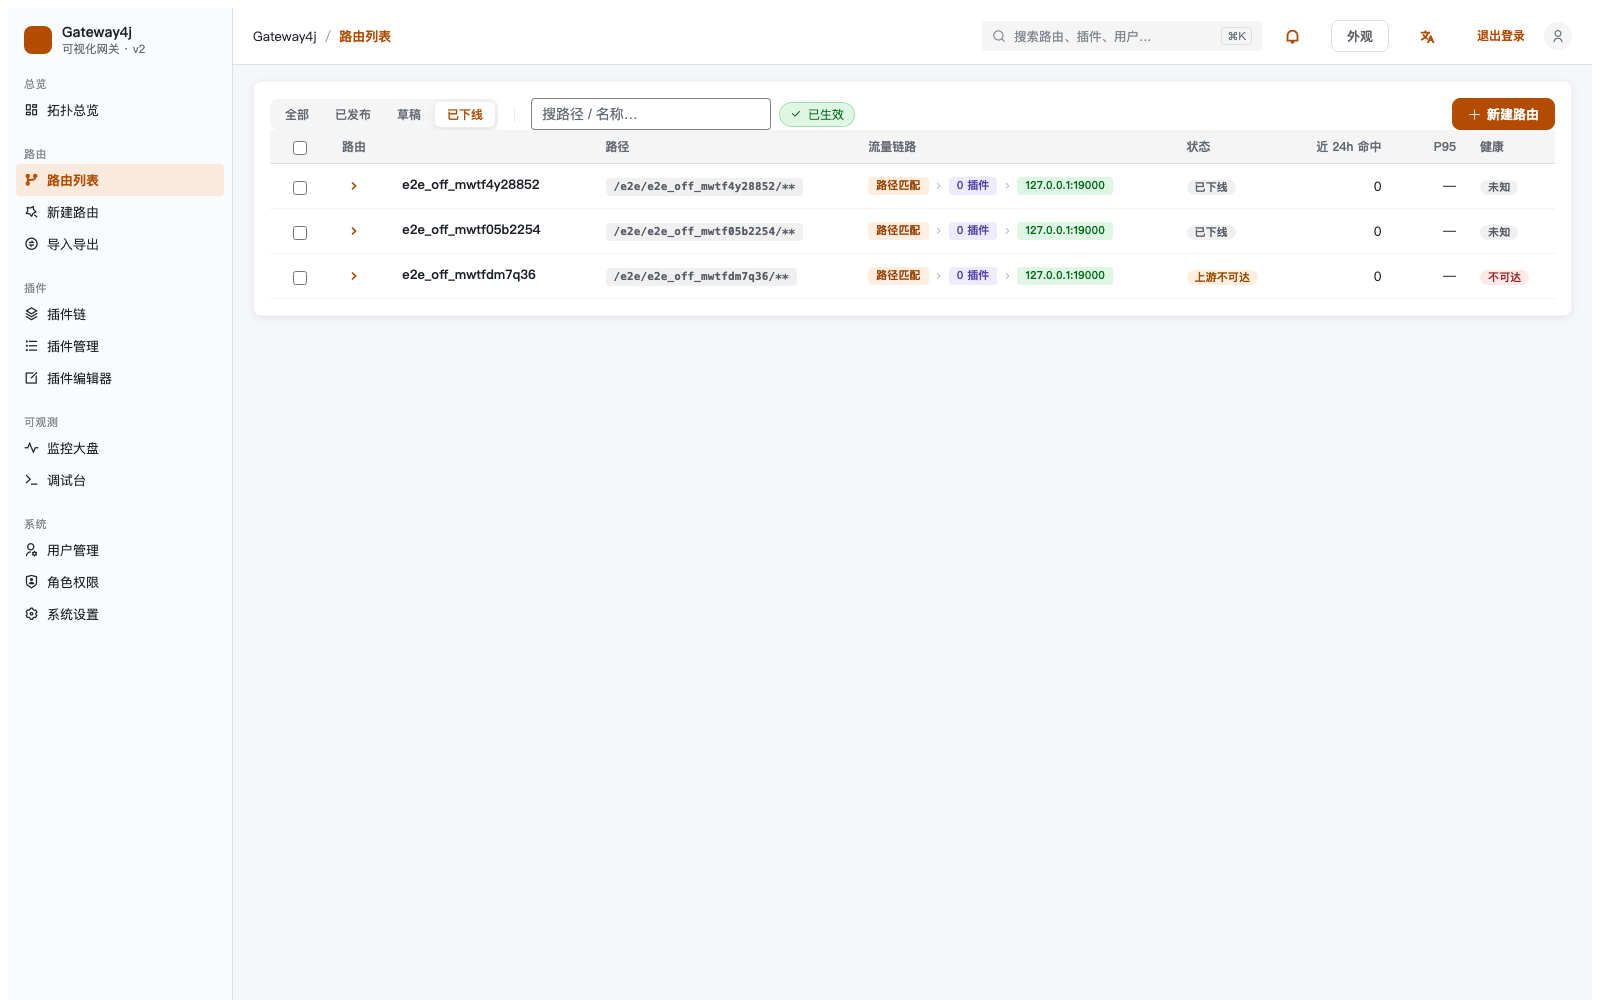 Gateway4j
可视化网关 · v2
总览
拓扑总览
路由
路由列表
新建路由
导入导出
插件
插件链
插件管理
插件编辑器
可观测
监控大盘
调试台
系统
用户管理
角色权限
系统设置
Gateway4j / 路由列表
搜索路由、插件、用户… ⌘K
外观
退出登录
全部 已发布 草稿 已下线
搜路径 / 名称…
已生效
新建路由
路由 路径 流量链路 状态 近 24h 命中 P95 健康
e2e_off_mwtf4y28852 /e2e/e2e_off_mwtf4y28852/** 路径匹配 › 0 插件 › 127.0.0.1:19000 已下线 0 — 未知
e2e_off_mwtf05b2254 /e2e/e2e_off_mwtf05b2254/** 路径匹配 › 0 插件 › 127.0.0.1:19000 已下线 0 — 未知
e2e_off_mwtfdm7q36 /e2e/e2e_off_mwtfdm7q36/** 路径匹配 › 0 插件 › 127.0.0.1:19000 上游不可达 0 — 不可达